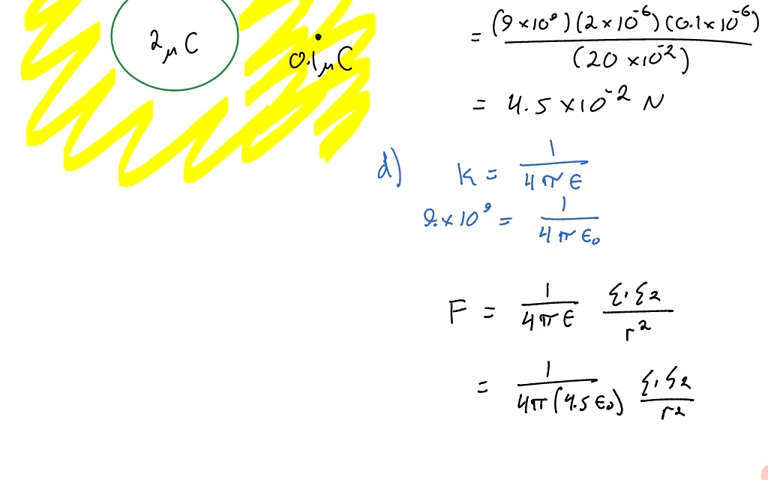 2μC
0.1μC
= (9×10⁹)(2×10⁻⁶)(0.1×10⁻⁶) / (20×10⁻²)
= 4.5×10⁻² N
d) K = 1 / 4πϵ
9×10⁹ = 1 / 4πϵ₀
F = 1 / 4πϵ q₁q₂ / r²
= 1 / 4π(4.5ϵ₀) q₁q₂ / r²